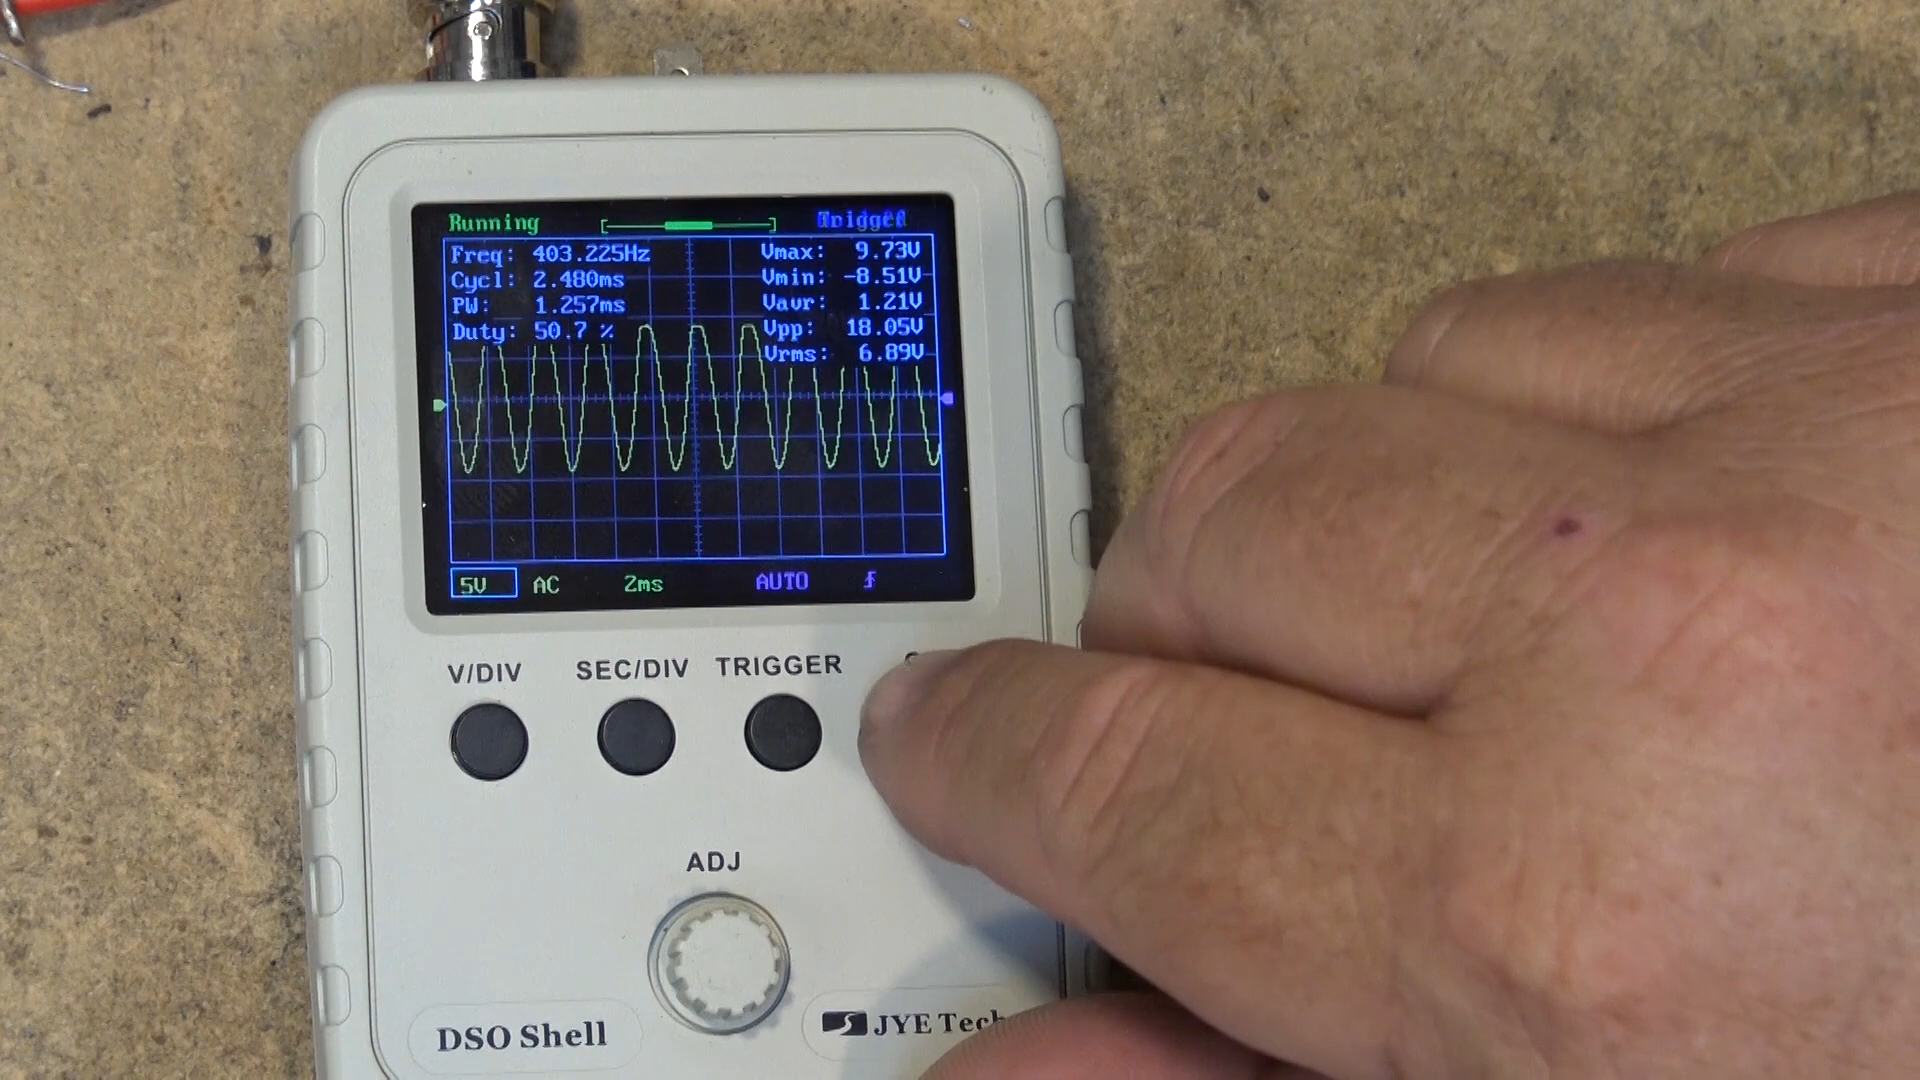 Running
Freq: 403.225Hz
Cycl: 2.480ms
PW: 1.257ms
Duty: 50.7 %
Vmax: 9.73V
Vmin: -8.51V
Vavr: 1.21V
Vpp: 18.05V
Vrms: 6.89V
5V AC 2ms AUTO
V/DIV SEC/DIV TRIGGER
ADJ
DSO Shell
JYE Tech